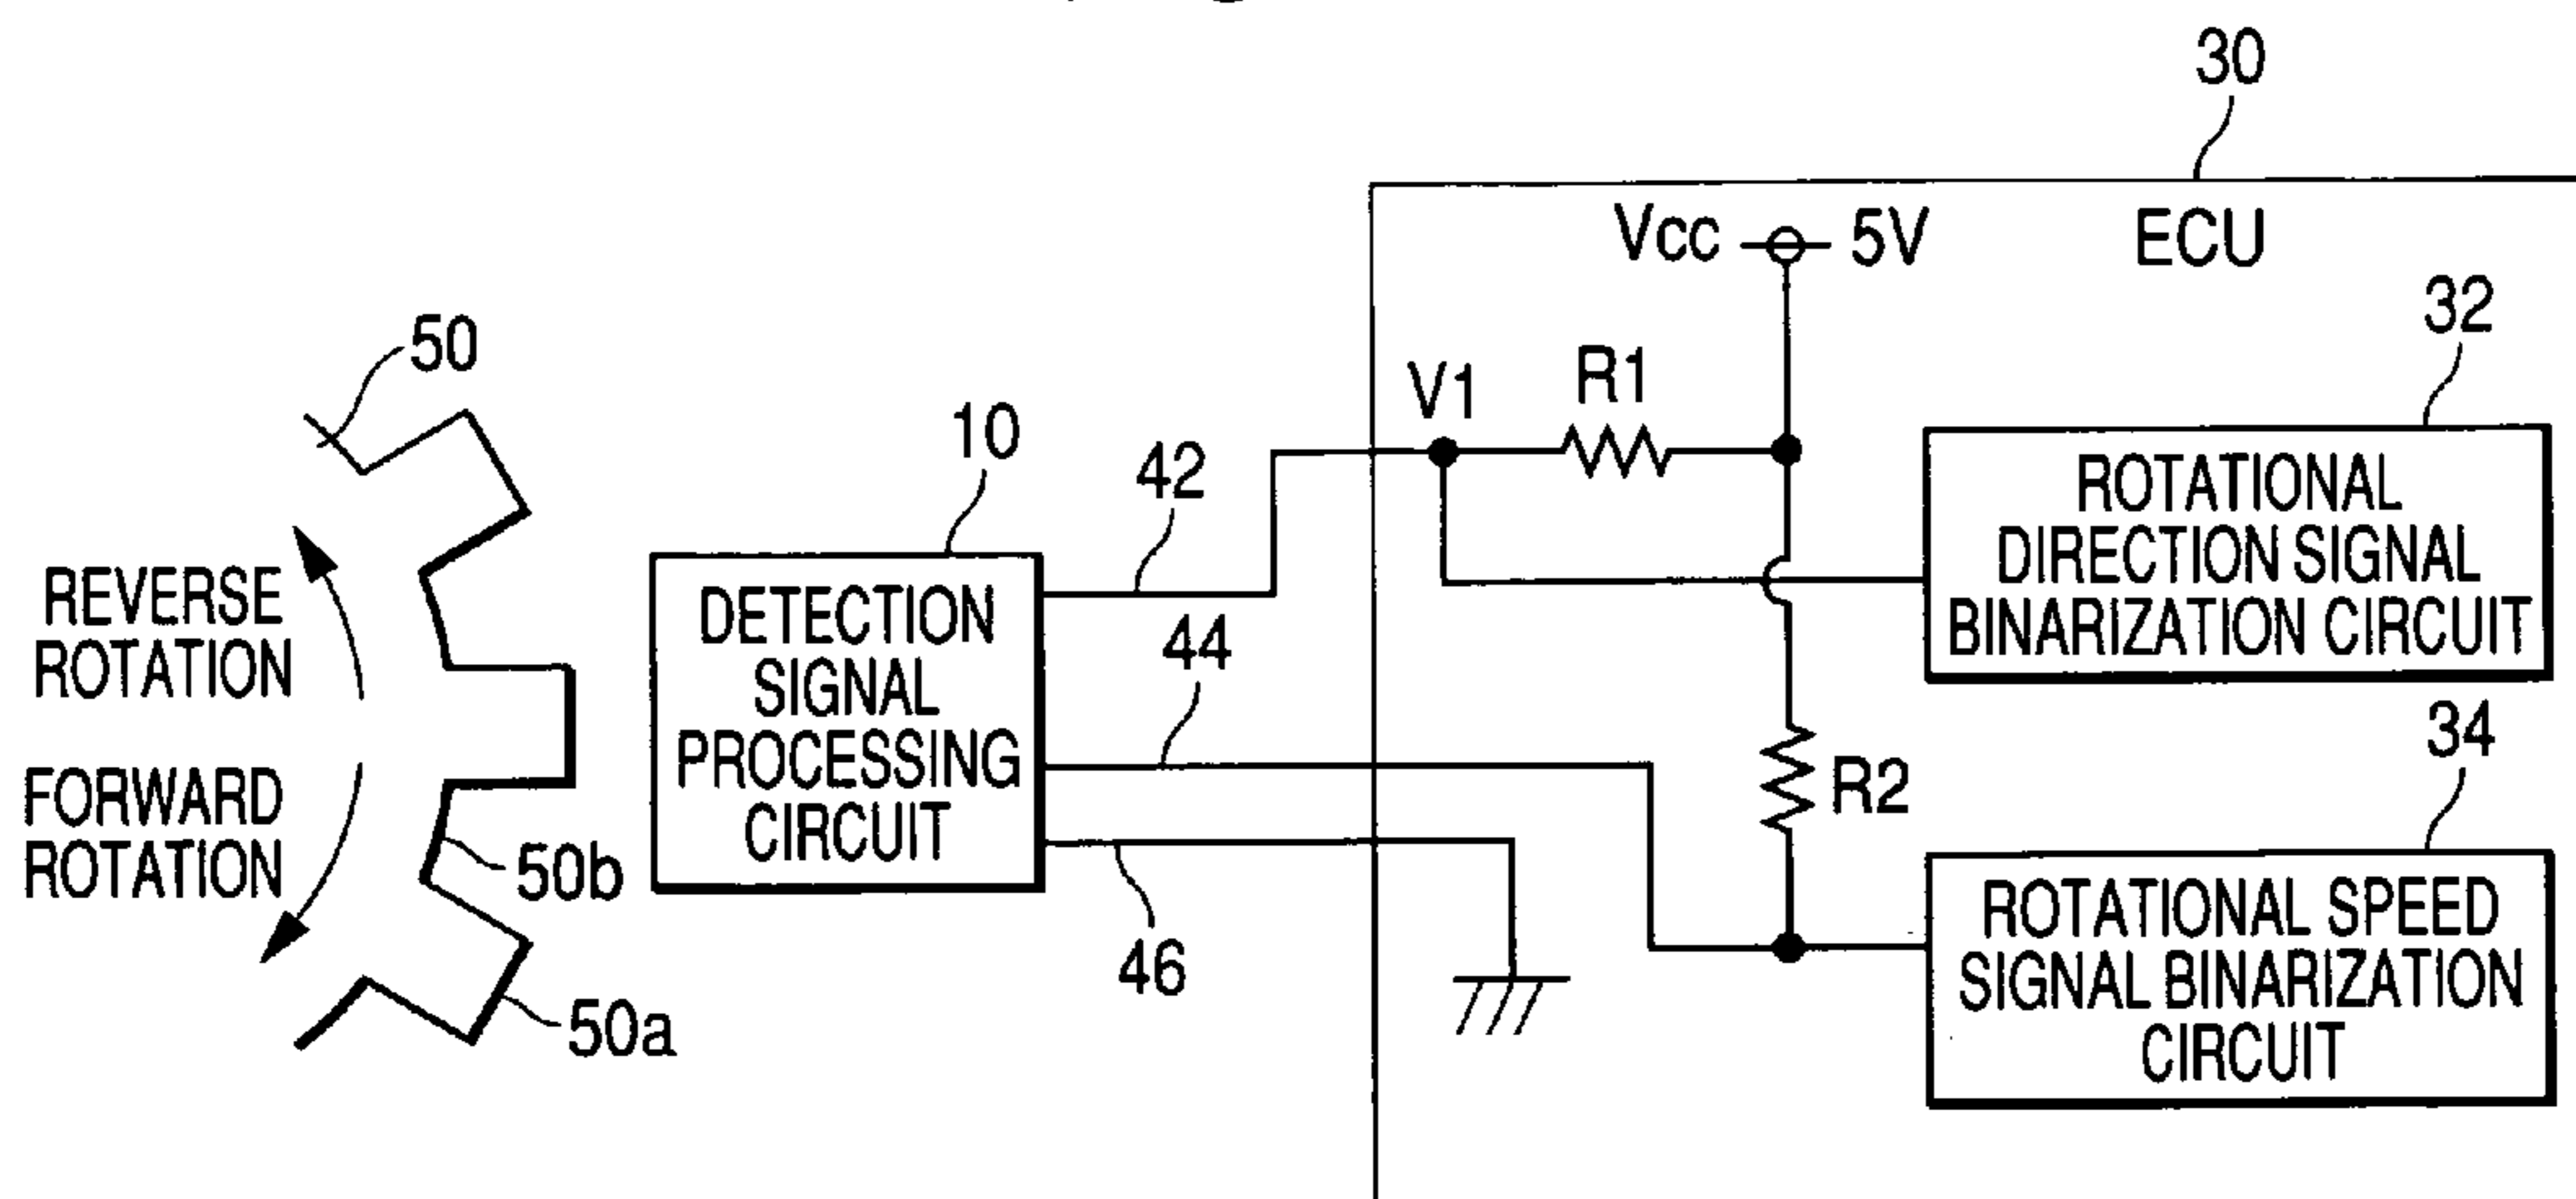 30
ECU
Vcc 5V
32
50
V1
R1
10
42
ROTATIONAL
DIRECTION SIGNAL
BINARIZATION CIRCUIT
REVERSE
ROTATION
DETECTION
SIGNAL
PROCESSING
CIRCUIT
44
34
R2
FORWARD
ROTATION
50b
46
50a
ROTATIONAL SPEED
SIGNAL BINARIZATION
CIRCUIT